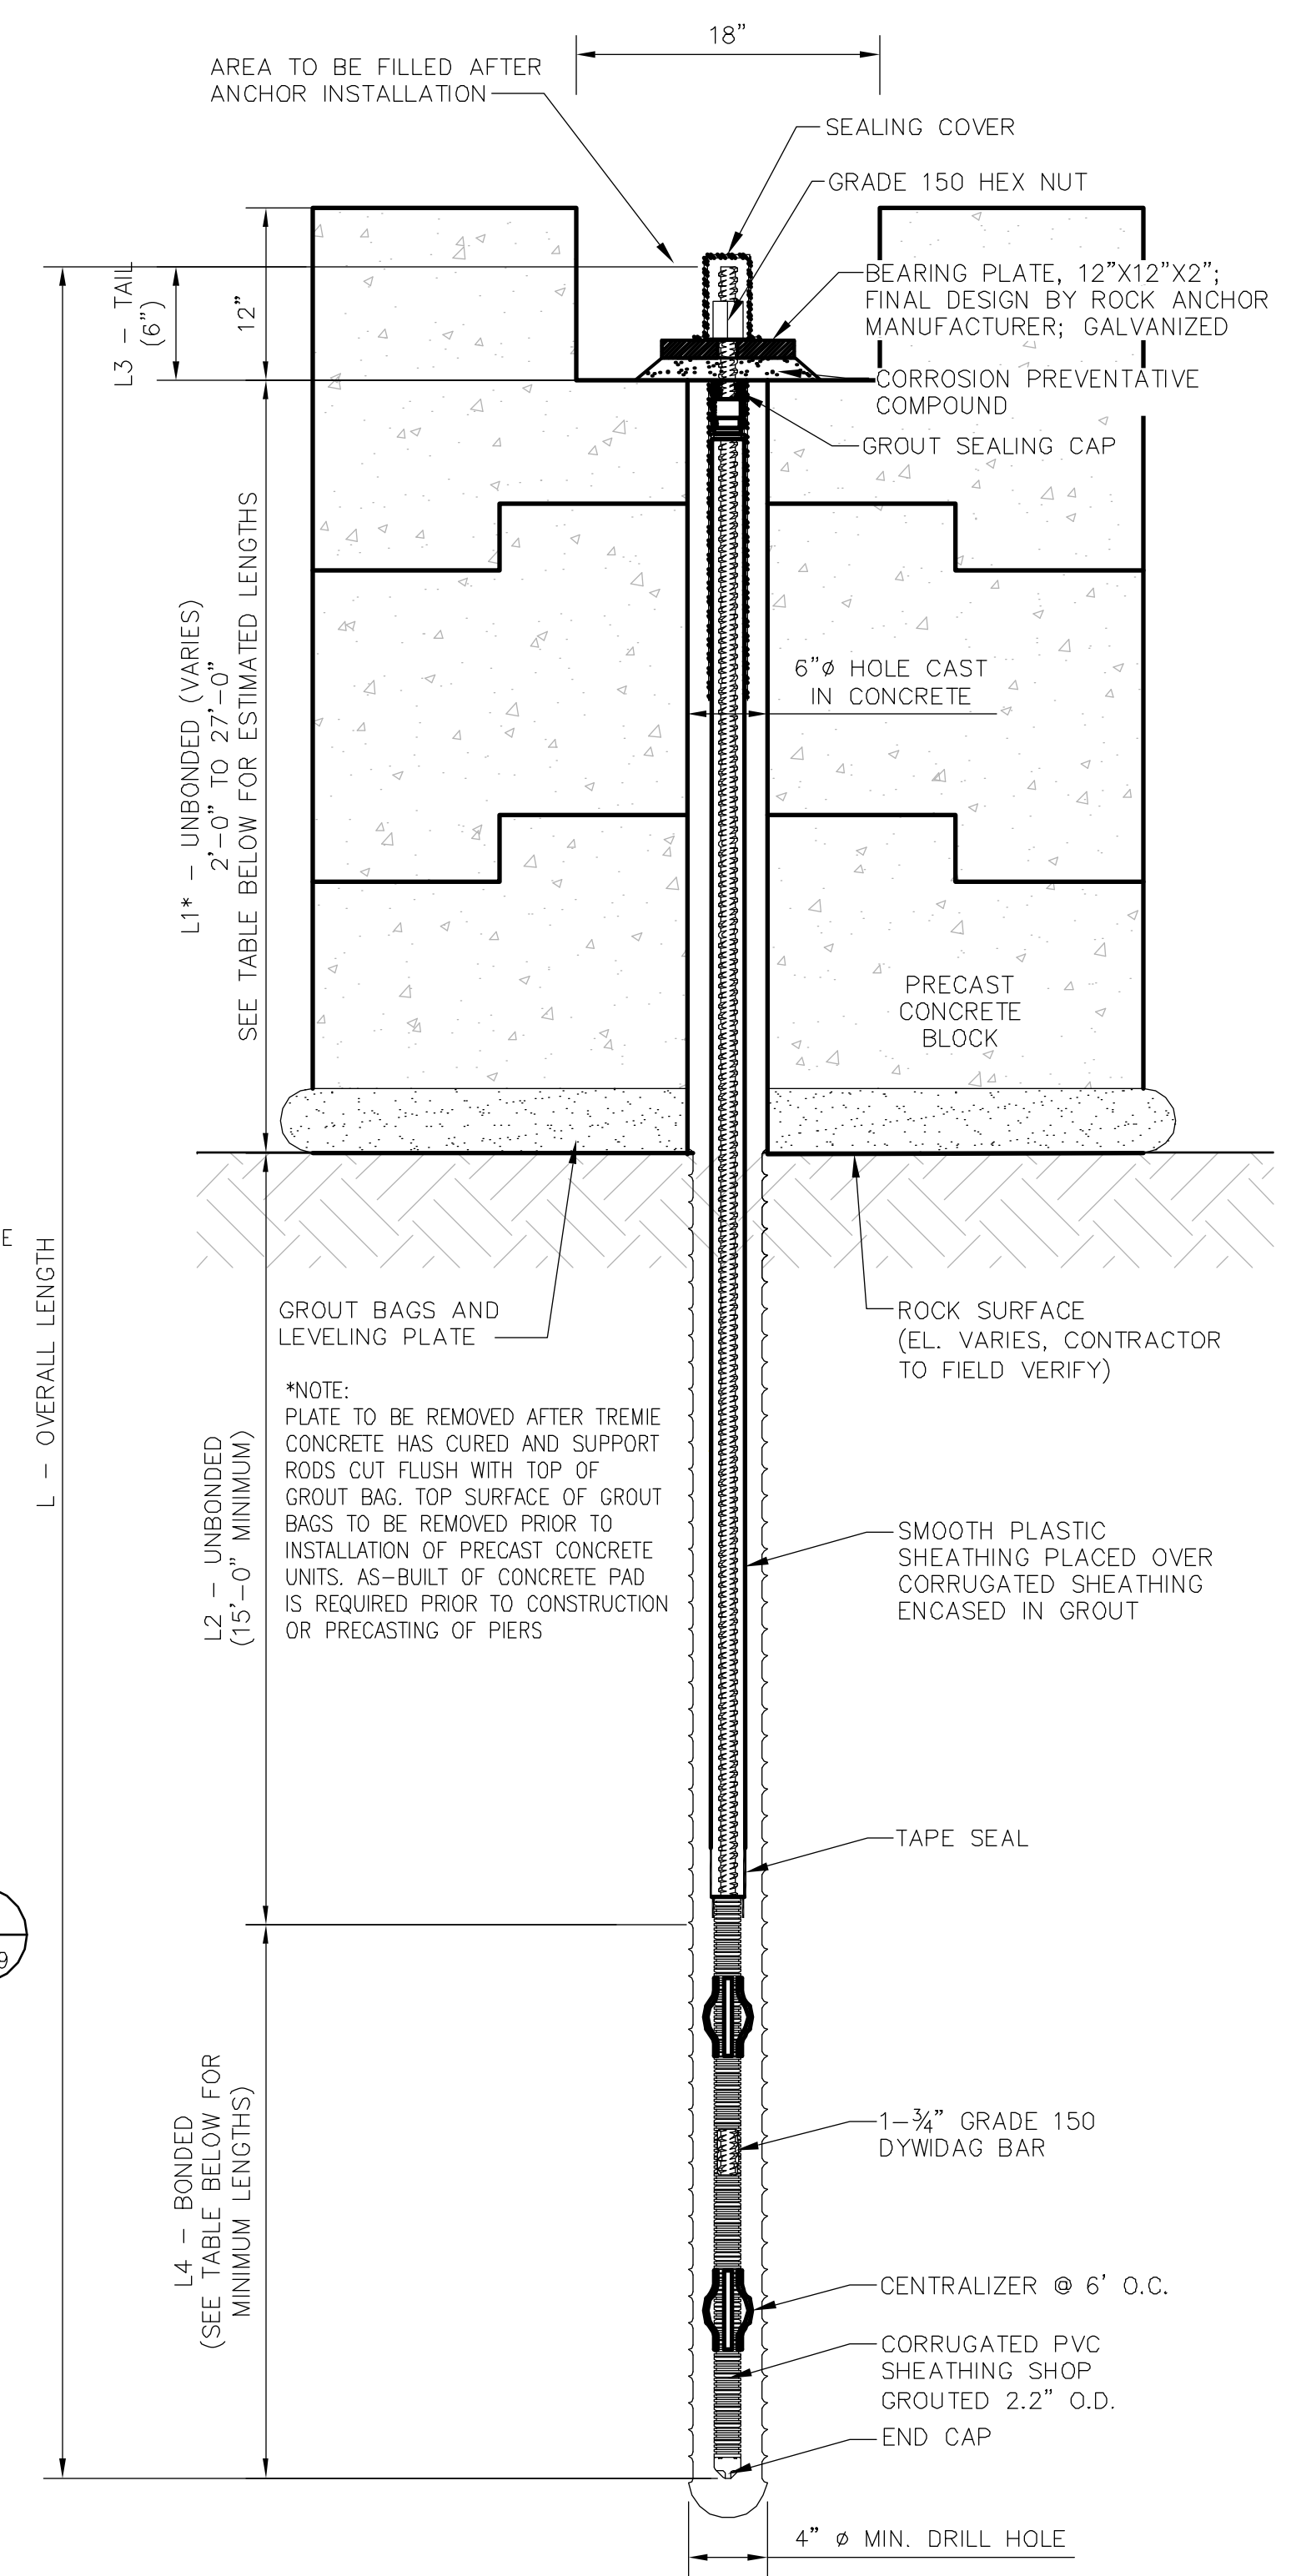 18"
AREA TO BE FILLED AFTER
ANCHOR INSTALLATION
SEALING COVER
GRADE 150 HEX NUT
BEARING PLATE, 12"X12"X2";
FINAL DESIGN BY ROCK ANCHOR
MANUFACTURER; GALVANIZED
L3 – TAIL
(6")
12"
CORROSION PREVENTATIVE
COMPOUND
GROUT SEALING CAP
L1* – UNBONDED (VARIES)
2'–0" TO 27'–0"
SEE TABLE BELOW FOR ESTIMATED LENGTHS
6"ø HOLE CAST
IN CONCRETE
PRECAST
CONCRETE
BLOCK
E
L – OVERALL LENGTH
GROUT BAGS AND
LEVELING PLATE
ROCK SURFACE
(EL. VARIES, CONTRACTOR
TO FIELD VERIFY)
*NOTE:
PLATE TO BE REMOVED AFTER TREMIE
CONCRETE HAS CURED AND SUPPORT
RODS CUT FLUSH WITH TOP OF
GROUT BAG. TOP SURFACE OF GROUT
BAGS TO BE REMOVED PRIOR TO
INSTALLATION OF PRECAST CONCRETE
UNITS. AS–BUILT OF CONCRETE PAD
IS REQUIRED PRIOR TO CONSTRUCTION
OR PRECASTING OF PIERS
L2 – UNBONDED
(15'–0" MINIMUM)
SMOOTH PLASTIC
SHEATHING PLACED OVER
CORRUGATED SHEATHING
ENCASED IN GROUT
TAPE SEAL
9
L4 – BONDED
(SEE TABLE BELOW FOR
MINIMUM LENGTHS)
1–¾" GRADE 150
DYWIDAG BAR
CENTRALIZER @ 6' O.C.
CORRUGATED PVC
SHEATHING SHOP
GROUTED 2.2" O.D.
END CAP
4" ø MIN. DRILL HOLE